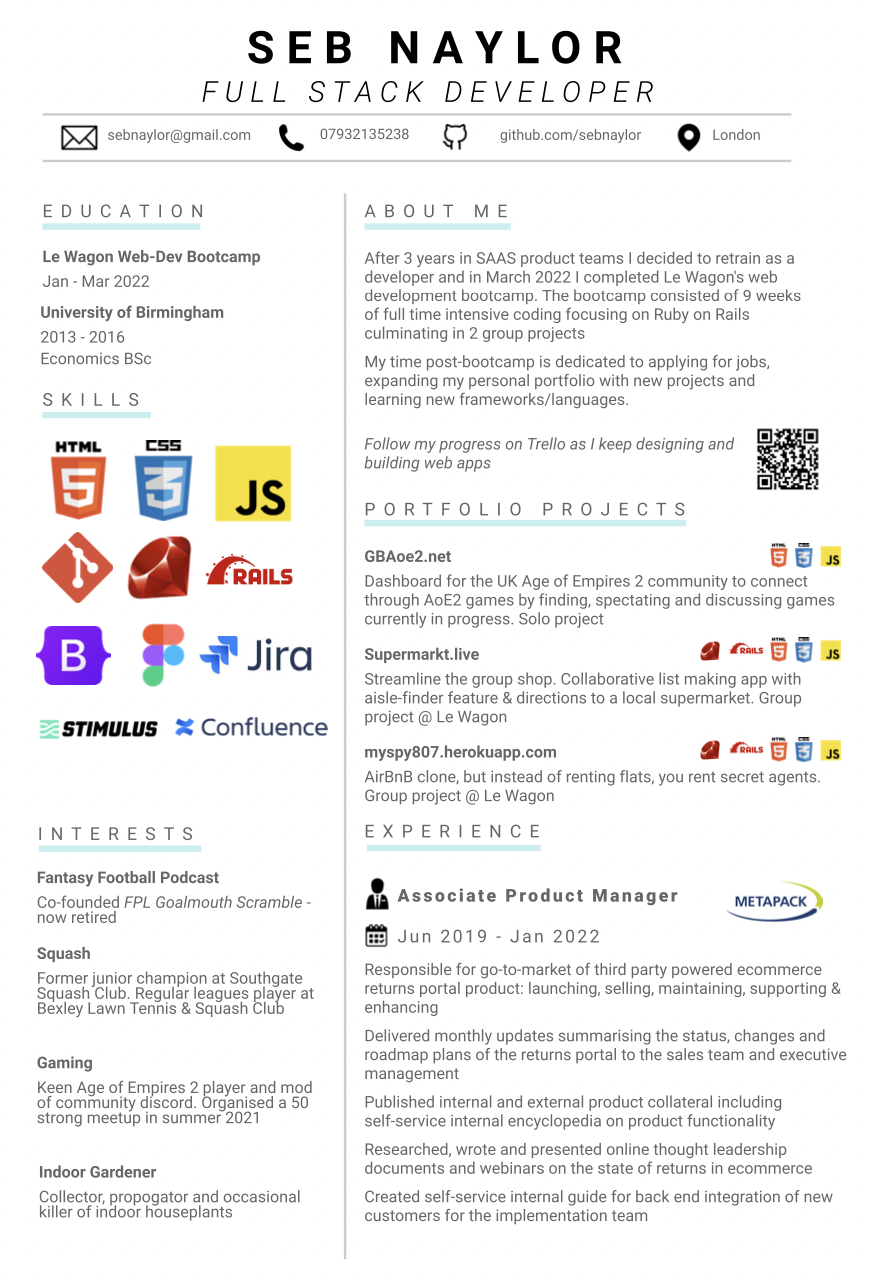 SEB NAYLOR
FULL STACK DEVELOPER
sebnaylor@gmail.com
07932135238
github.com/sebnaylor
London
EDUCATION
Le Wagon Web-Dev Bootcamp
Jan - Mar 2022
University of Birmingham
2013 - 2016
Economics BSc
SKILLS
HTML
5
CSS
3
JS
RAILS
B
Jira
STIMULUS
Confluence
INTERESTS
Fantasy Football Podcast
Co-founded FPL Goalmouth Scramble -
now retired
Squash
Former junior champion at Southgate
Squash Club. Regular leagues player at
Bexley Lawn Tennis & Squash Club
Gaming
Keen Age of Empires 2 player and mod
of community discord. Organised a 50
strong meetup in summer 2021
Indoor Gardener
Collector, propogator and occasional
killer of indoor houseplants
ABOUT ME
After 3 years in SAAS product teams I decided to retrain as a
developer and in March 2022 I completed Le Wagon's web
development bootcamp. The bootcamp consisted of 9 weeks
of full time intensive coding focusing on Ruby on Rails
culminating in 2 group projects
My time post-bootcamp is dedicated to applying for jobs,
expanding my personal portfolio with new projects and
learning new frameworks/languages.
Follow my progress on Trello as I keep designing and
building web apps
PORTFOLIO PROJECTS
GBAoe2.net
HTML 5 CSS 3 JS
Dashboard for the UK Age of Empires 2 community to connect
through AoE2 games by finding, spectating and discussing games
currently in progress. Solo project
Supermarkt.live
RAILS HTML 5 CSS 3 JS
Streamline the group shop. Collaborative list making app with
aisle-finder feature & directions to a local supermarket. Group
project @ Le Wagon
myspy807.herokuapp.com
RAILS HTML 5 CSS 3 JS
AirBnB clone, but instead of renting flats, you rent secret agents.
Group project @ Le Wagon
EXPERIENCE
Associate Product Manager
METAPACK
Jun 2019 - Jan 2022
Responsible for go-to-market of third party powered ecommerce
returns portal product: launching, selling, maintaining, supporting &
enhancing
Delivered monthly updates summarising the status, changes and
roadmap plans of the returns portal to the sales team and executive
management
Published internal and external product collateral including
self-service internal encyclopedia on product functionality
Researched, wrote and presented online thought leadership
documents and webinars on the state of returns in ecommerce
Created self-service internal guide for back end integration of new
customers for the implementation team